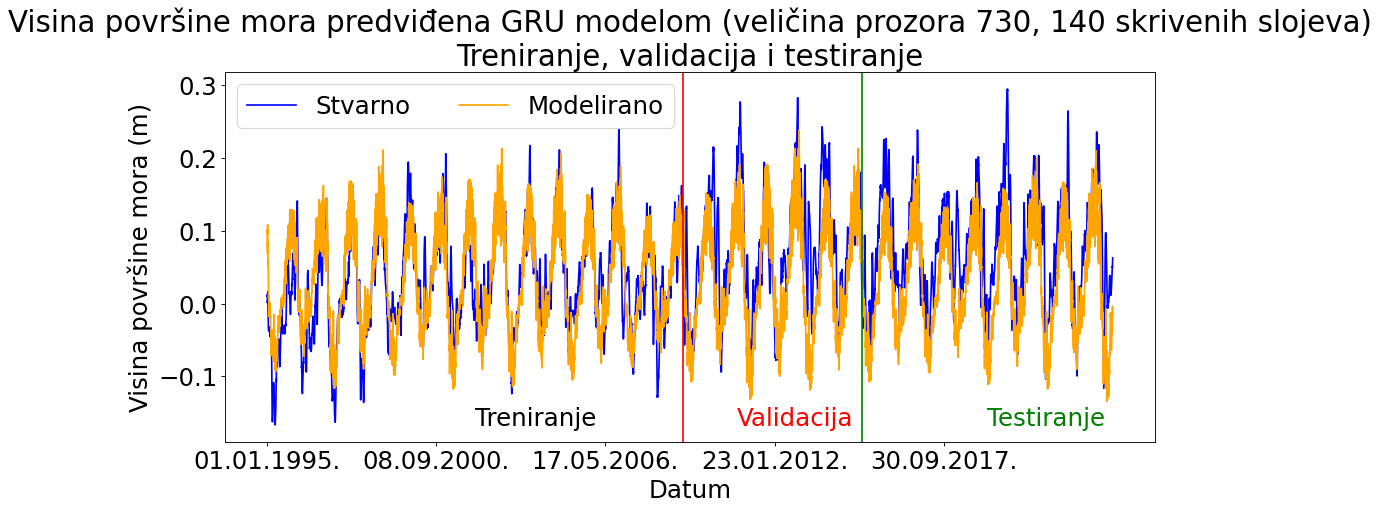 Visina površine mora predviđena GRU modelom (veličina prozora 730, 140 skrivenih slojeva)
Treniranje, validacija i testiranje
Stvarno
Modelirano
Visina površine mora (m)
0.3
0.2
0.1
0.0
−0.1
Treniranje
Validacija
Testiranje
01.01.1995.
08.09.2000.
17.05.2006.
23.01.2012.
30.09.2017.
Datum